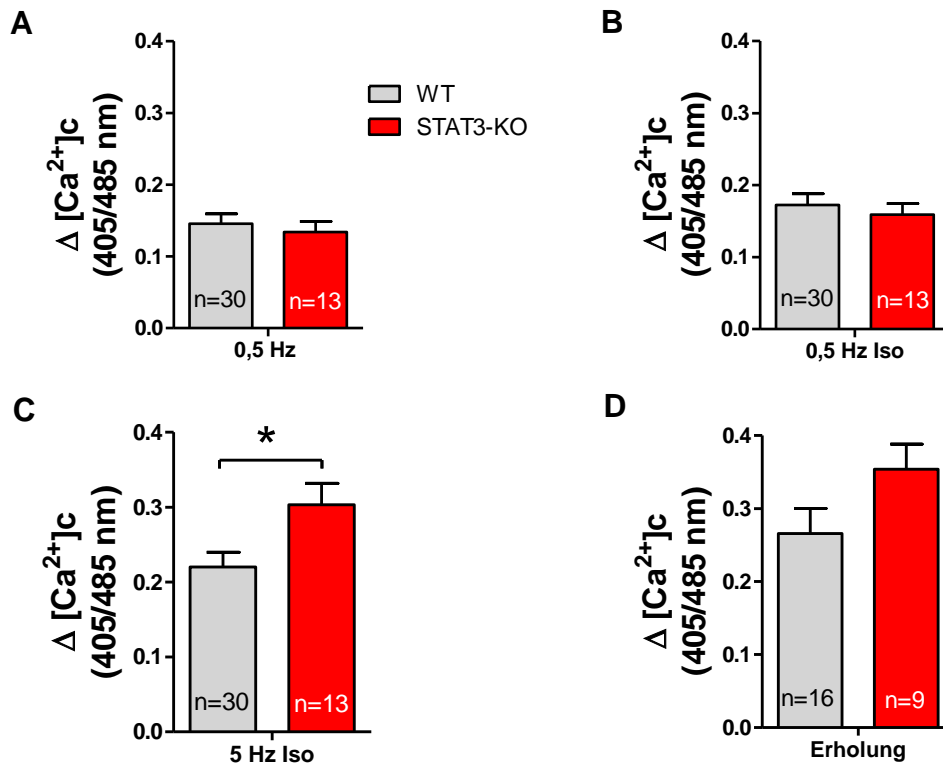 A
Δ [Ca²⁺]c
(405/485 nm)
0.4
0.3
0.2
0.1
0.0
n=30
n=13
0,5 Hz
WT
STAT3-KO
B
Δ [Ca²⁺]c
(405/485 nm)
0.4
0.3
0.2
0.1
0.0
n=30
n=13
0,5 Hz Iso
C
Δ [Ca²⁺]c
(405/485 nm)
0.4
0.3
0.2
0.1
0.0
*
n=30
n=13
5 Hz Iso
D
Δ [Ca²⁺]c
(405/485 nm)
0.4
0.3
0.2
0.1
0.0
n=16
n=9
Erholung